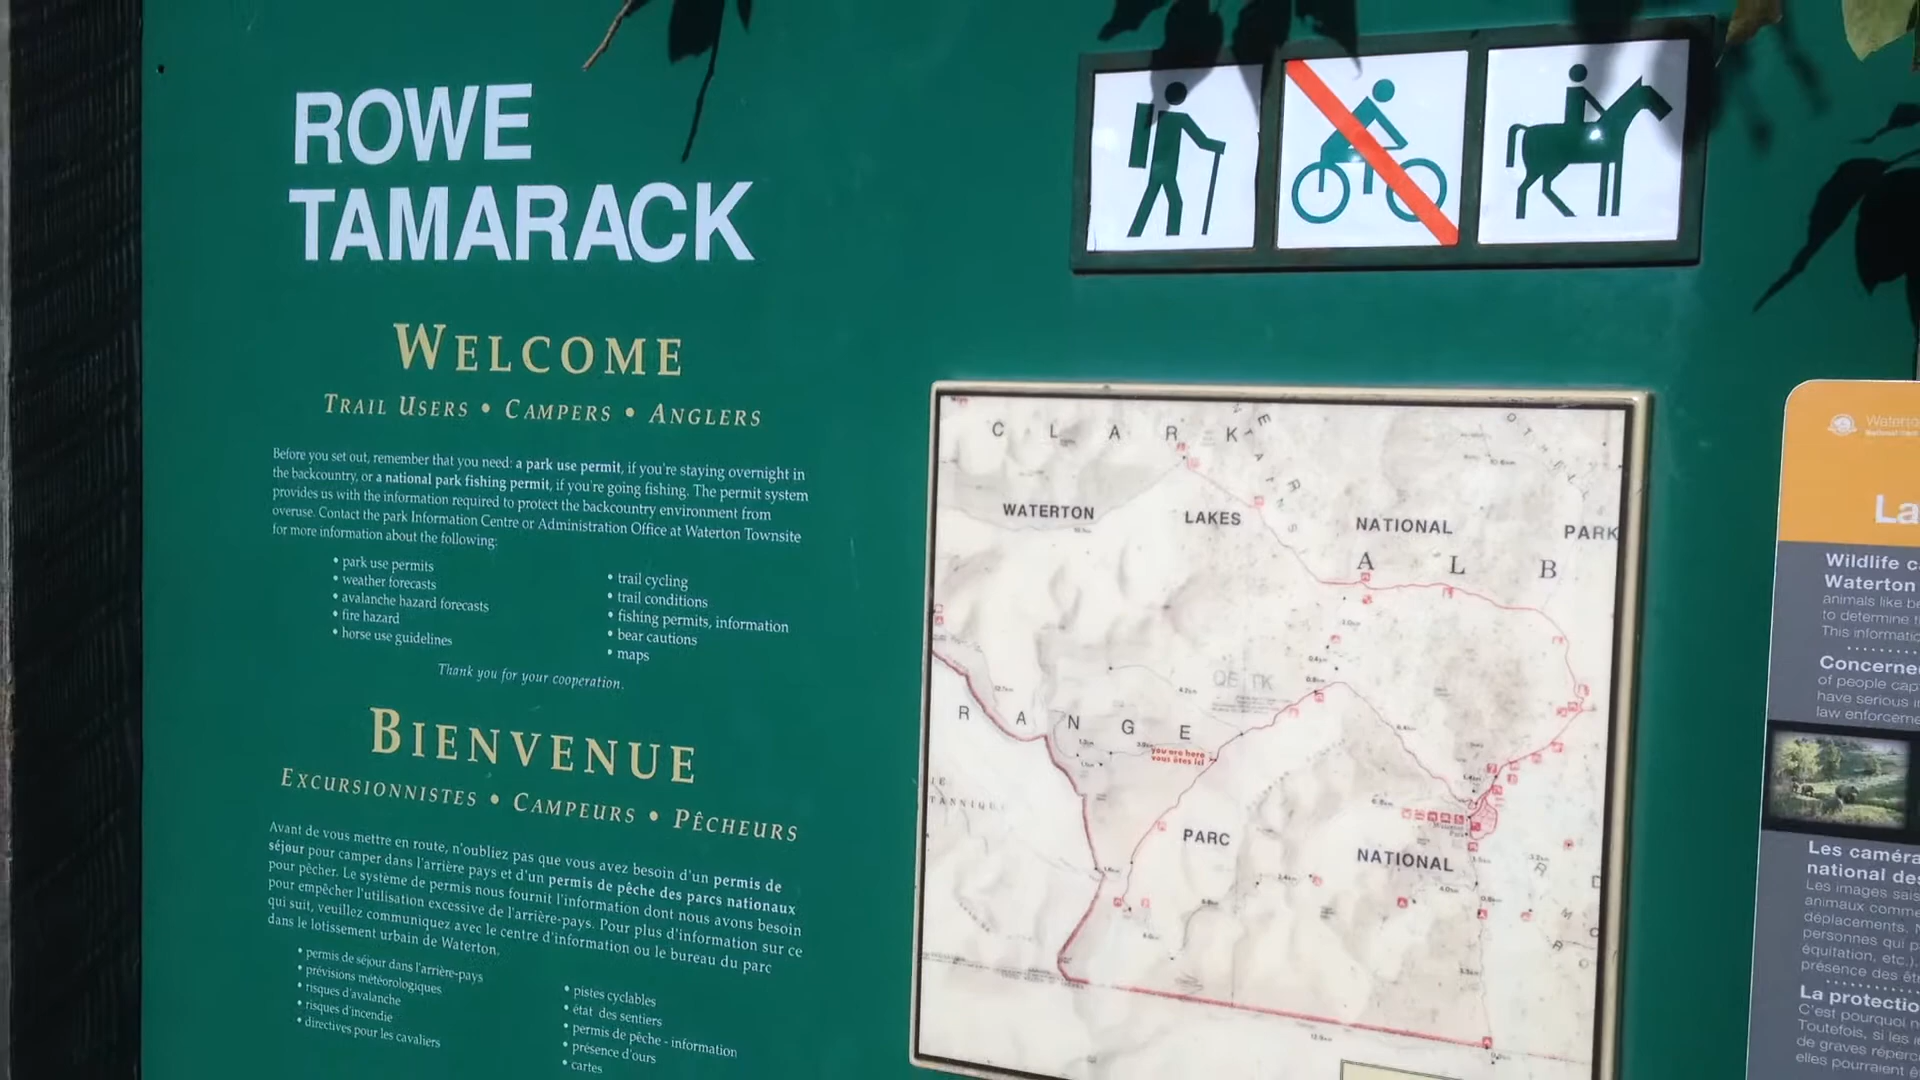 ROWE
TAMARACK
WELCOME
TRAIL USERS • CAMPERS • ANGLERS
Before you set out, remember that you need: a park use permit, if you're staying overnight in
the backcountry, or a national park fishing permit, if you're going fishing. The permit system
provides us with the information required to protect the backcountry environment from
overuse. Contact the park Information Centre or Administration Office at Waterton Townsite
for more information about the following:
• park use permits
• weather forecasts
• avalanche hazard forecasts
• fire hazard
• horse use guidelines
• trail cycling
• trail conditions
• fishing permits, information
• bear cautions
• maps
Thank you for your cooperation.
BIENVENUE
EXCURSIONNISTES • CAMPEURS • PÊCHEURS
Avant de vous mettre en route, n'oubliez pas que vous avez besoin d'un permis de
séjour pour camper dans l'arrière pays et d'un permis de pêche des parcs nationaux
pour pêcher. Le système de permis nous fournit l'information dont nous avons besoin
pour empêcher l'utilisation excessive de l'arrière-pays. Pour plus d'information sur ce
qui suit, veuillez communiquez avec le centre d'information ou le bureau du parc
dans le lotissement urbain de Waterton.
• permis de séjour dans l'arrière-pays
• prévisions météorologiques
• risques d'avalanche
• risques d'incendie
• directives pour les cavaliers
• pistes cyclables
• état des sentiers
• permis de pêche - information
• présence d'ours
• cartes
CLARK
WATERTON LAKES NATIONAL PARK
ALB
RANGE
you are here
vous êtes ici
PARC NATIONAL
Waterto
La
Wildlife c
Waterton
animals like be
to determine t
This informatio
Concerne
of people cap
have serious i
law enforceme
Les caméra
national des
Les images sais
animaux comme
déplacements. N
personnes qui p
équitation, etc.)
présence des êt
La protectio
C'est pourquoi n
Toutefois, si les i
de graves réperc
elles pourraient ê